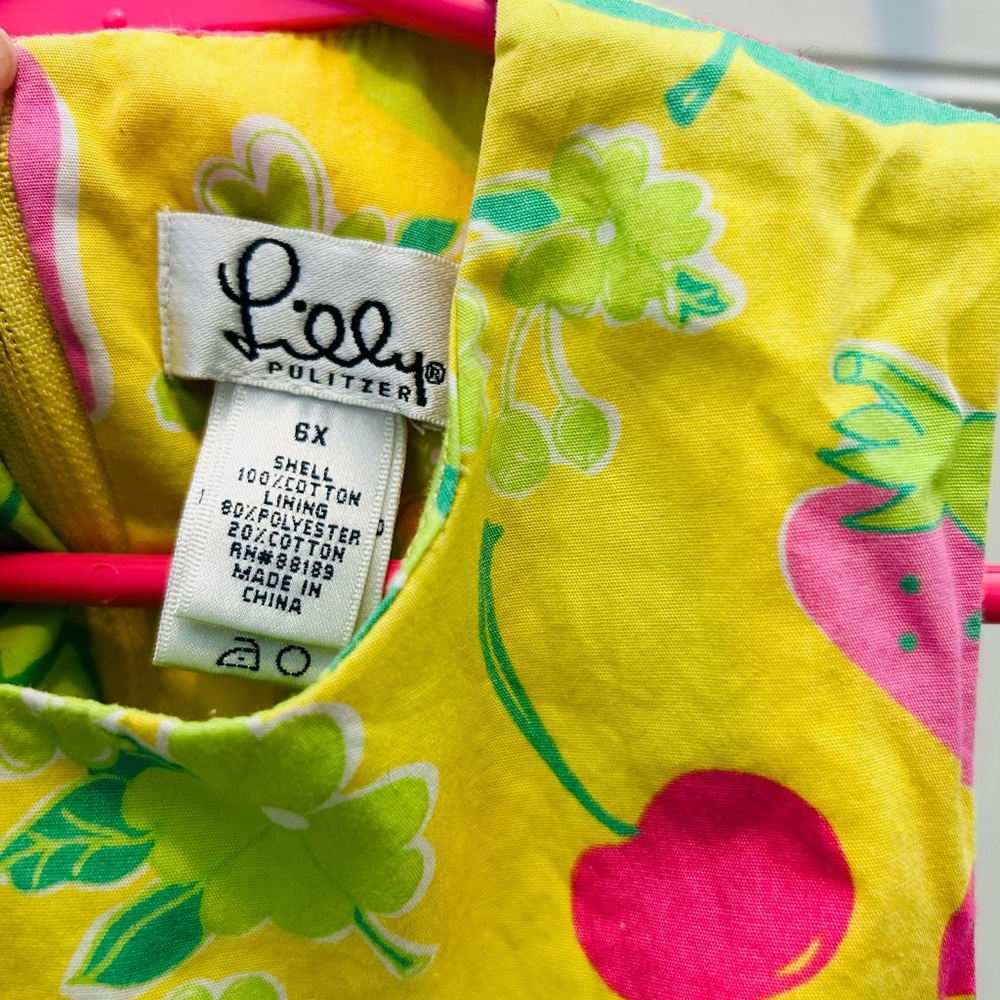 Lilly®
PULITZER
6X
SHELL
100%COTTON
LINING
80%POLYESTER
20%COTTON
RN#88189
MADE IN
CHINA